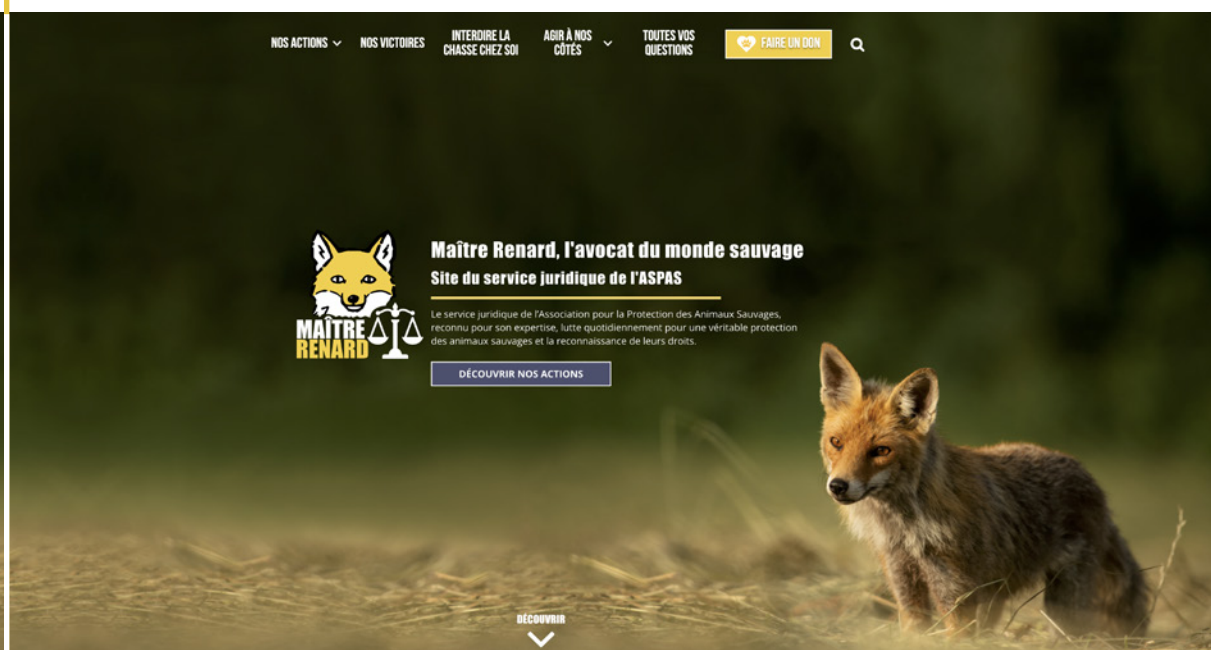 NOS ACTIONS
NOS VICTOIRES
INTERDIRE LA
CHASSE CHEZ SOI
AGIR À NOS
CÔTÉS
TOUTES VOS
QUESTIONS
FAIRE UN DON
MAÎTRE
RENARD
Maître Renard, l'avocat du monde sauvage
Site du service juridique de l'ASPAS
Le service juridique de l'Association pour la Protection des Animaux Sauvages,
reconnu pour son expertise, lutte quotidiennement pour une véritable protection
des animaux sauvages et la reconnaissance de leurs droits.
DÉCOUVRIR NOS ACTIONS
DÉCOUVRIR